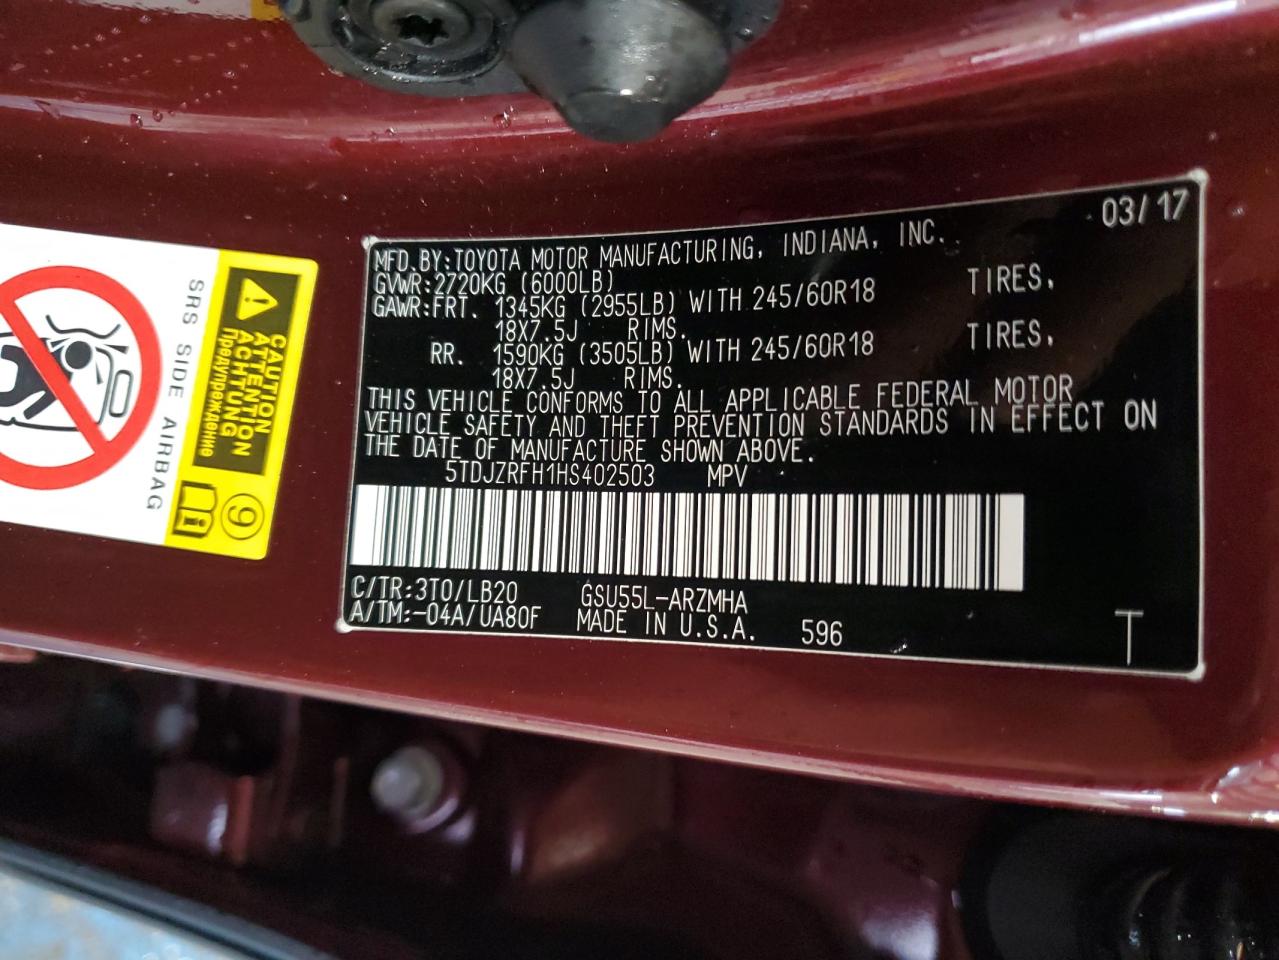 03/17
MFD.BY:TOYOTA MOTOR MANUFACTURING, INDIANA, INC.
GVWR:2720KG (6000LB)
GAWR:FRT. 1345KG (2955LB) WITH 245/60R18 TIRES.
18X7.5J RIMS.
RR. 1590KG (3505LB) WITH 245/60R18 TIRES.
18X7.5J RIMS.
THIS VEHICLE CONFORMS TO ALL APPLICABLE FEDERAL MOTOR
VEHICLE SAFETY AND THEFT PREVENTION STANDARDS IN EFFECT ON
THE DATE OF MANUFACTURE SHOWN ABOVE.
5TDJZRFH1HS402503 MPV
C/TR:3T0/LB20 GSU55L-ARZMHA
A/TM:-04A/UA80F MADE IN U.S.A. 596
T
SRS SIDE AIRBAG
CAUTION
ATTENTION
ACHTUNG
Предупреждение
9